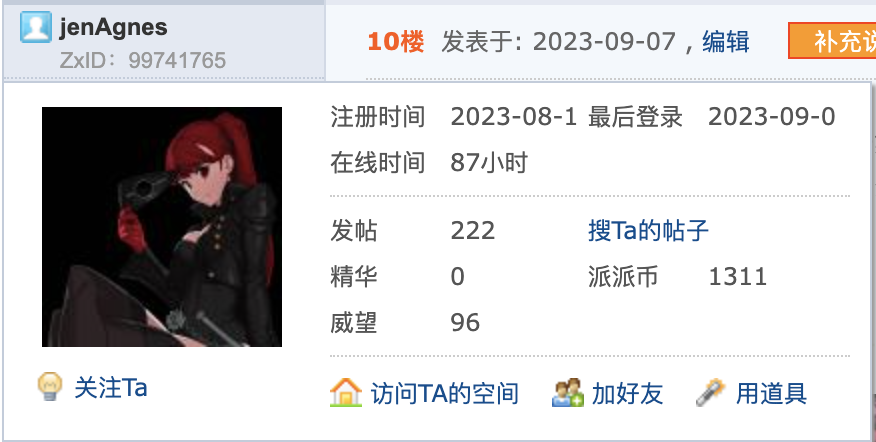 jenAgnes
ZxID：99741765
10楼 发表于: 2023-09-07 , 编辑 补充说
注册时间 2023-08-1 最后登录 2023-09-0
在线时间 87小时
发帖 222 搜Ta的帖子
精华 0 派派币 1311
威望 96
关注Ta 访问TA的空间 加好友 用道具